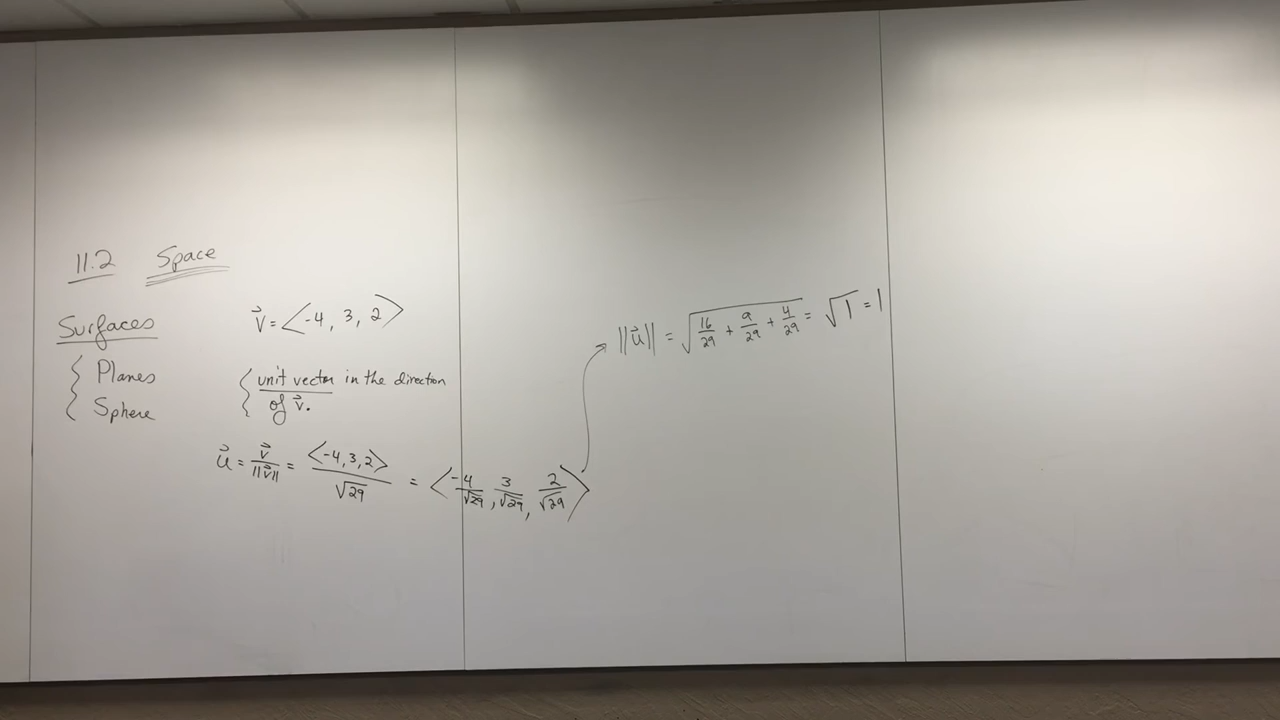 11.2 Space
Surfaces
{ Planes
{ Sphere
v⃗ = <-4, 3, 2>
{ unit vector in the direction
of v⃗.
u⃗ = v⃗/||v⃗|| = <-4,3,2>/√29 = <-4/√29, 3/√29, 2/√29>
||u⃗|| = √(16/29 + 9/29 + 4/29) = √1 = 1